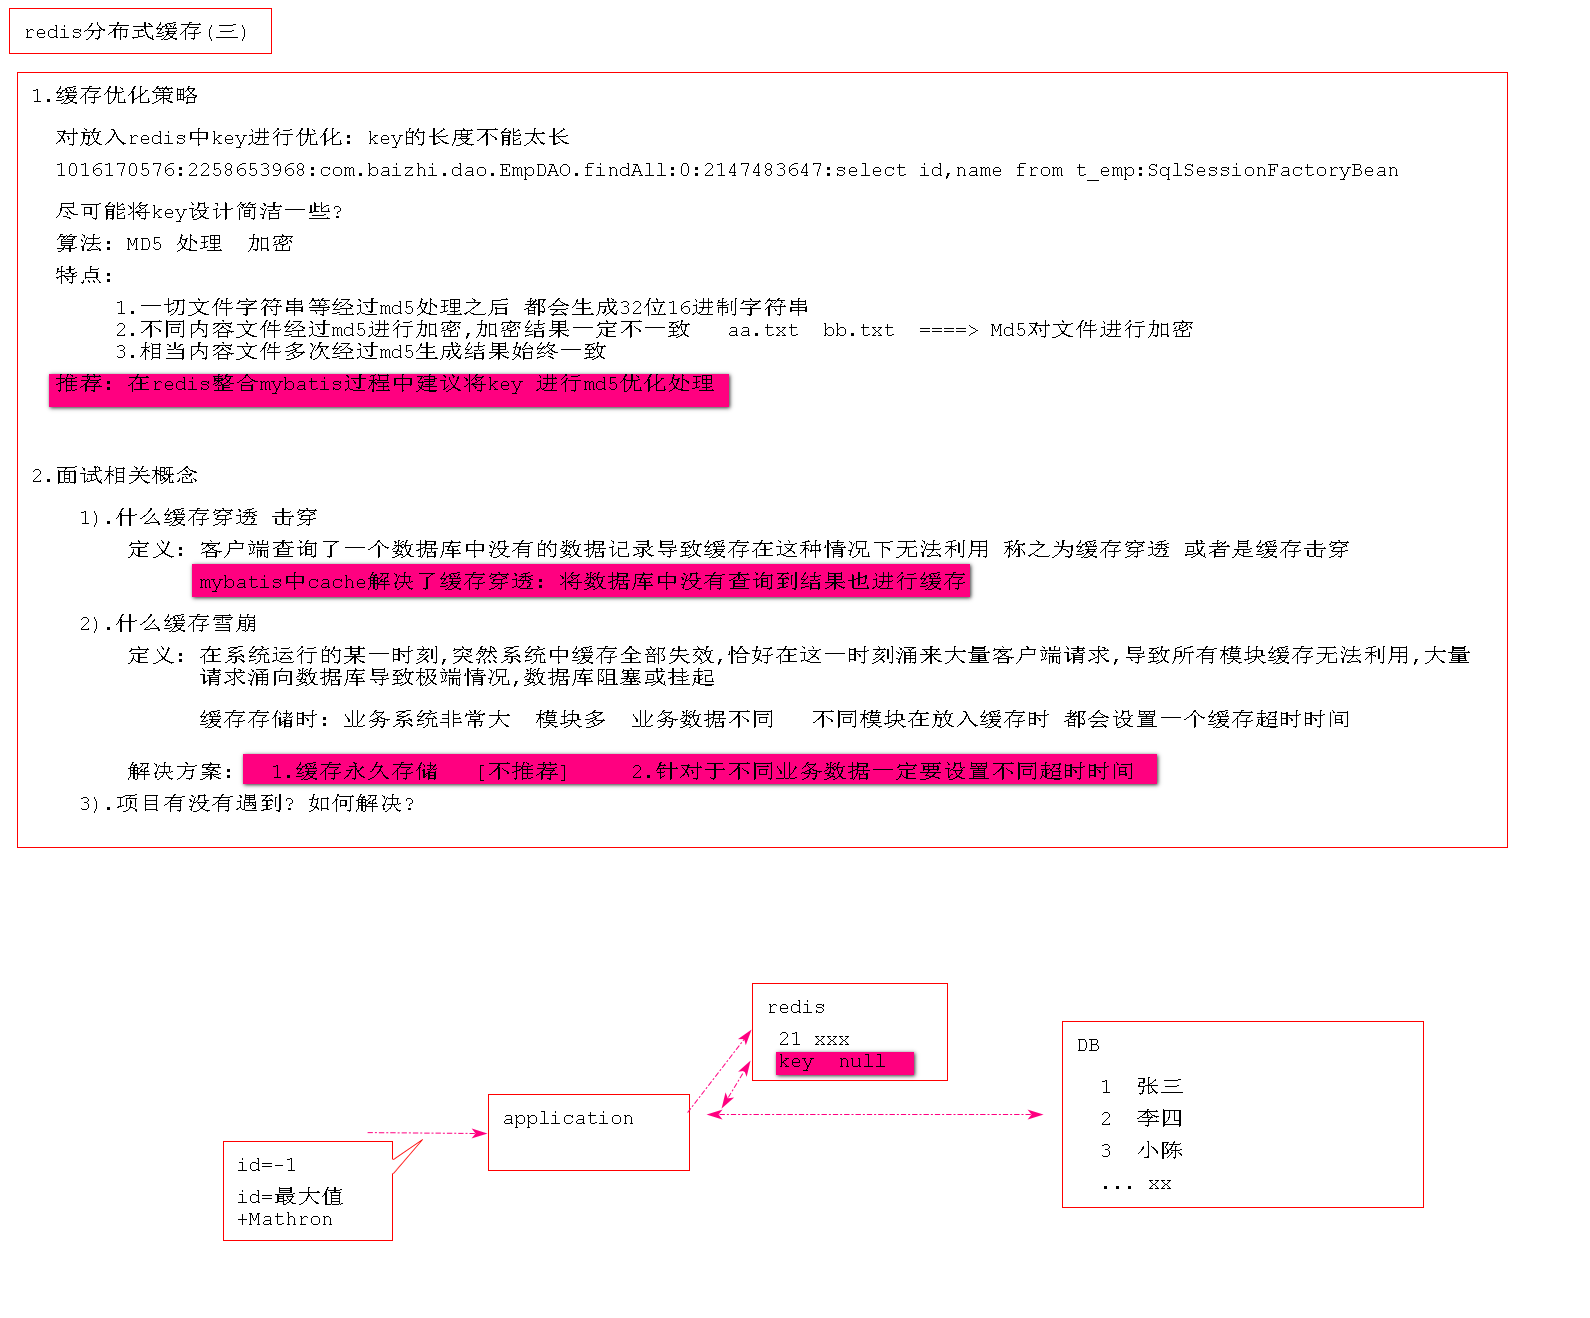 redis分布式缓存(三)
1.缓存优化策略
对放入redis中key进行优化: key的长度不能太长
1016170576:2258653968:com.baizhi.dao.EmpDAO.findAll:0:2147483647:select id,name from t_emp:SqlSessionFactoryBean
尽可能将key设计简洁一些?
算法: MD5 处理 加密
特点:
1.一切文件字符串等经过md5处理之后 都会生成32位16进制字符串
2.不同内容文件经过md5进行加密,加密结果一定不一致 aa.txt bb.txt ====> Md5对文件进行加密
3.相当内容文件多次经过md5生成结果始终一致
推荐: 在redis整合mybatis过程中建议将key 进行md5优化处理
2.面试相关概念
1).什么缓存穿透 击穿
定义: 客户端查询了一个数据库中没有的数据记录导致缓存在这种情况下无法利用 称之为缓存穿透 或者是缓存击穿
mybatis中cache解决了缓存穿透: 将数据库中没有查询到结果也进行缓存
2).什么缓存雪崩
定义: 在系统运行的某一时刻,突然系统中缓存全部失效,恰好在这一时刻涌来大量客户端请求,导致所有模块缓存无法利用,大量
请求涌向数据库导致极端情况,数据库阻塞或挂起
缓存存储时: 业务系统非常大 模块多 业务数据不同 不同模块在放入缓存时 都会设置一个缓存超时时间
解决方案: 1.缓存永久存储 [不推荐] 2.针对于不同业务数据一定要设置不同超时时间
3).项目有没有遇到? 如何解决?
redis
21 xxx
key null
DB
1 张三
2 李四
3 小陈
... xx
application
id=-1
id=最大值
+Mathron